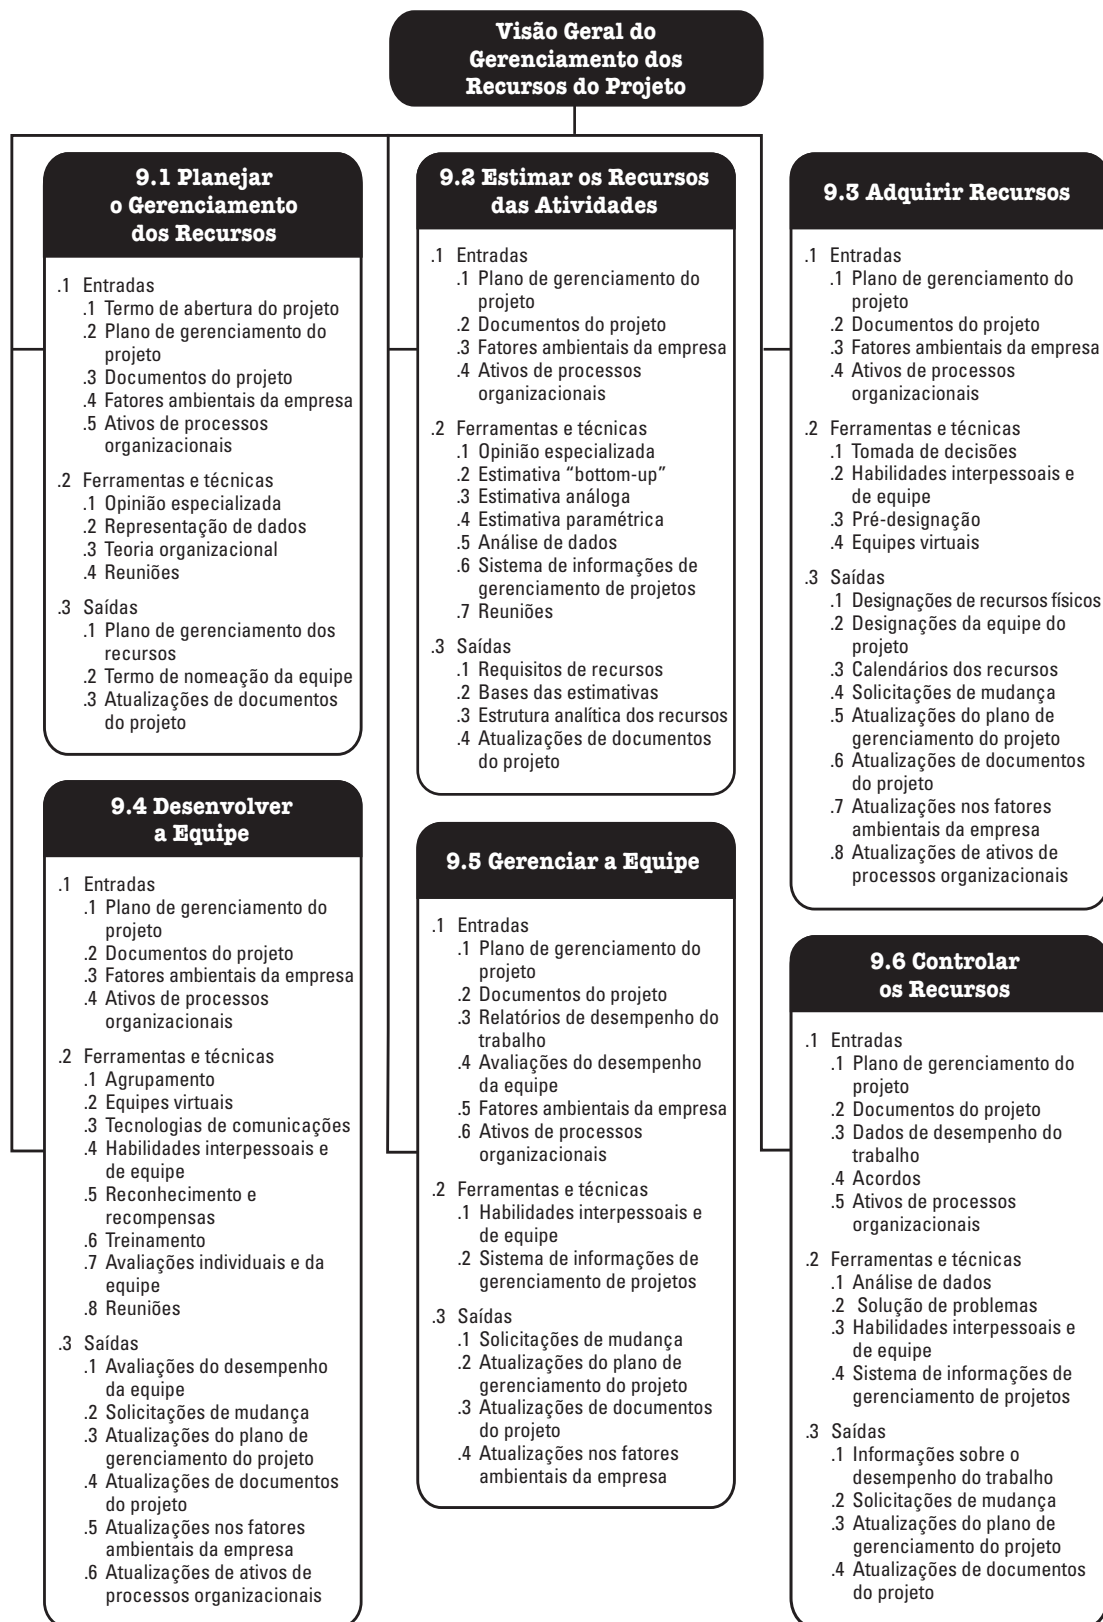 Visão Geral do
Gerenciamento dos
Recursos do Projeto
9.1 Planejar
o Gerenciamento
dos Recursos
.1 Entradas
.1 Termo de abertura do projeto
.2 Plano de gerenciamento do
projeto
.3 Documentos do projeto
.4 Fatores ambientais da empresa
.5 Ativos de processos
organizacionais
.2 Ferramentas e técnicas
.1 Opinião especializada
.2 Representação de dados
.3 Teoria organizacional
.4 Reuniões
.3 Saídas
.1 Plano de gerenciamento dos
recursos
.2 Termo de nomeação da equipe
.3 Atualizações de documentos
do projeto
9.2 Estimar os Recursos
das Atividades
.1 Entradas
.1 Plano de gerenciamento do
projeto
.2 Documentos do projeto
.3 Fatores ambientais da empresa
.4 Ativos de processos
organizacionais
.2 Ferramentas e técnicas
.1 Opinião especializada
.2 Estimativa “bottom-up”
.3 Estimativa análoga
.4 Estimativa paramétrica
.5 Análise de dados
.6 Sistema de informações de
gerenciamento de projetos
.7 Reuniões
.3 Saídas
.1 Requisitos de recursos
.2 Bases das estimativas
.3 Estrutura analítica dos recursos
.4 Atualizações de documentos
do projeto
9.3 Adquirir Recursos
.1 Entradas
.1 Plano de gerenciamento do
projeto
.2 Documentos do projeto
.3 Fatores ambientais da empresa
.4 Ativos de processos
organizacionais
.2 Ferramentas e técnicas
.1 Tomada de decisões
.2 Habilidades interpessoais e
de equipe
.3 Pré-designação
.4 Equipes virtuais
.3 Saídas
.1 Designações de recursos físicos
.2 Designações da equipe do
projeto
.3 Calendários dos recursos
.4 Solicitações de mudança
.5 Atualizações do plano de
gerenciamento do projeto
.6 Atualizações de documentos
do projeto
.7 Atualizações nos fatores
ambientais da empresa
.8 Atualizações de ativos de
processos organizacionais
9.4 Desenvolver
a Equipe
.1 Entradas
.1 Plano de gerenciamento do
projeto
.2 Documentos do projeto
.3 Fatores ambientais da empresa
.4 Ativos de processos
organizacionais
.2 Ferramentas e técnicas
.1 Agrupamento
.2 Equipes virtuais
.3 Tecnologias de comunicações
.4 Habilidades interpessoais e
de equipe
.5 Reconhecimento e
recompensas
.6 Treinamento
.7 Avaliações individuais e da
equipe
.8 Reuniões
.3 Saídas
.1 Avaliações do desempenho
da equipe
.2 Solicitações de mudança
.3 Atualizações do plano de
gerenciamento do projeto
.4 Atualizações de documentos
do projeto
.5 Atualizações nos fatores
ambientais da empresa
.6 Atualizações de ativos de
processos organizacionais
9.5 Gerenciar a Equipe
.1 Entradas
.1 Plano de gerenciamento do
projeto
.2 Documentos do projeto
.3 Relatórios de desempenho do
trabalho
.4 Avaliações do desempenho
da equipe
.5 Fatores ambientais da empresa
.6 Ativos de processos
organizacionais
.2 Ferramentas e técnicas
.1 Habilidades interpessoais e
de equipe
.2 Sistema de informações de
gerenciamento de projetos
.3 Saídas
.1 Solicitações de mudança
.2 Atualizações do plano de
gerenciamento do projeto
.3 Atualizações de documentos
do projeto
.4 Atualizações nos fatores
ambientais da empresa
9.6 Controlar
os Recursos
.1 Entradas
.1 Plano de gerenciamento do
projeto
.2 Documentos do projeto
.3 Dados de desempenho do
trabalho
.4 Acordos
.5 Ativos de processos
organizacionais
.2 Ferramentas e técnicas
.1 Análise de dados
.2 Solução de problemas
.3 Habilidades interpessoais e
de equipe
.4 Sistema de informações de
gerenciamento de projetos
.3 Saídas
.1 Informações sobre o
desempenho do trabalho
.2 Solicitações de mudança
.3 Atualizações do plano de
gerenciamento do projeto
.4 Atualizações de documentos
do projeto